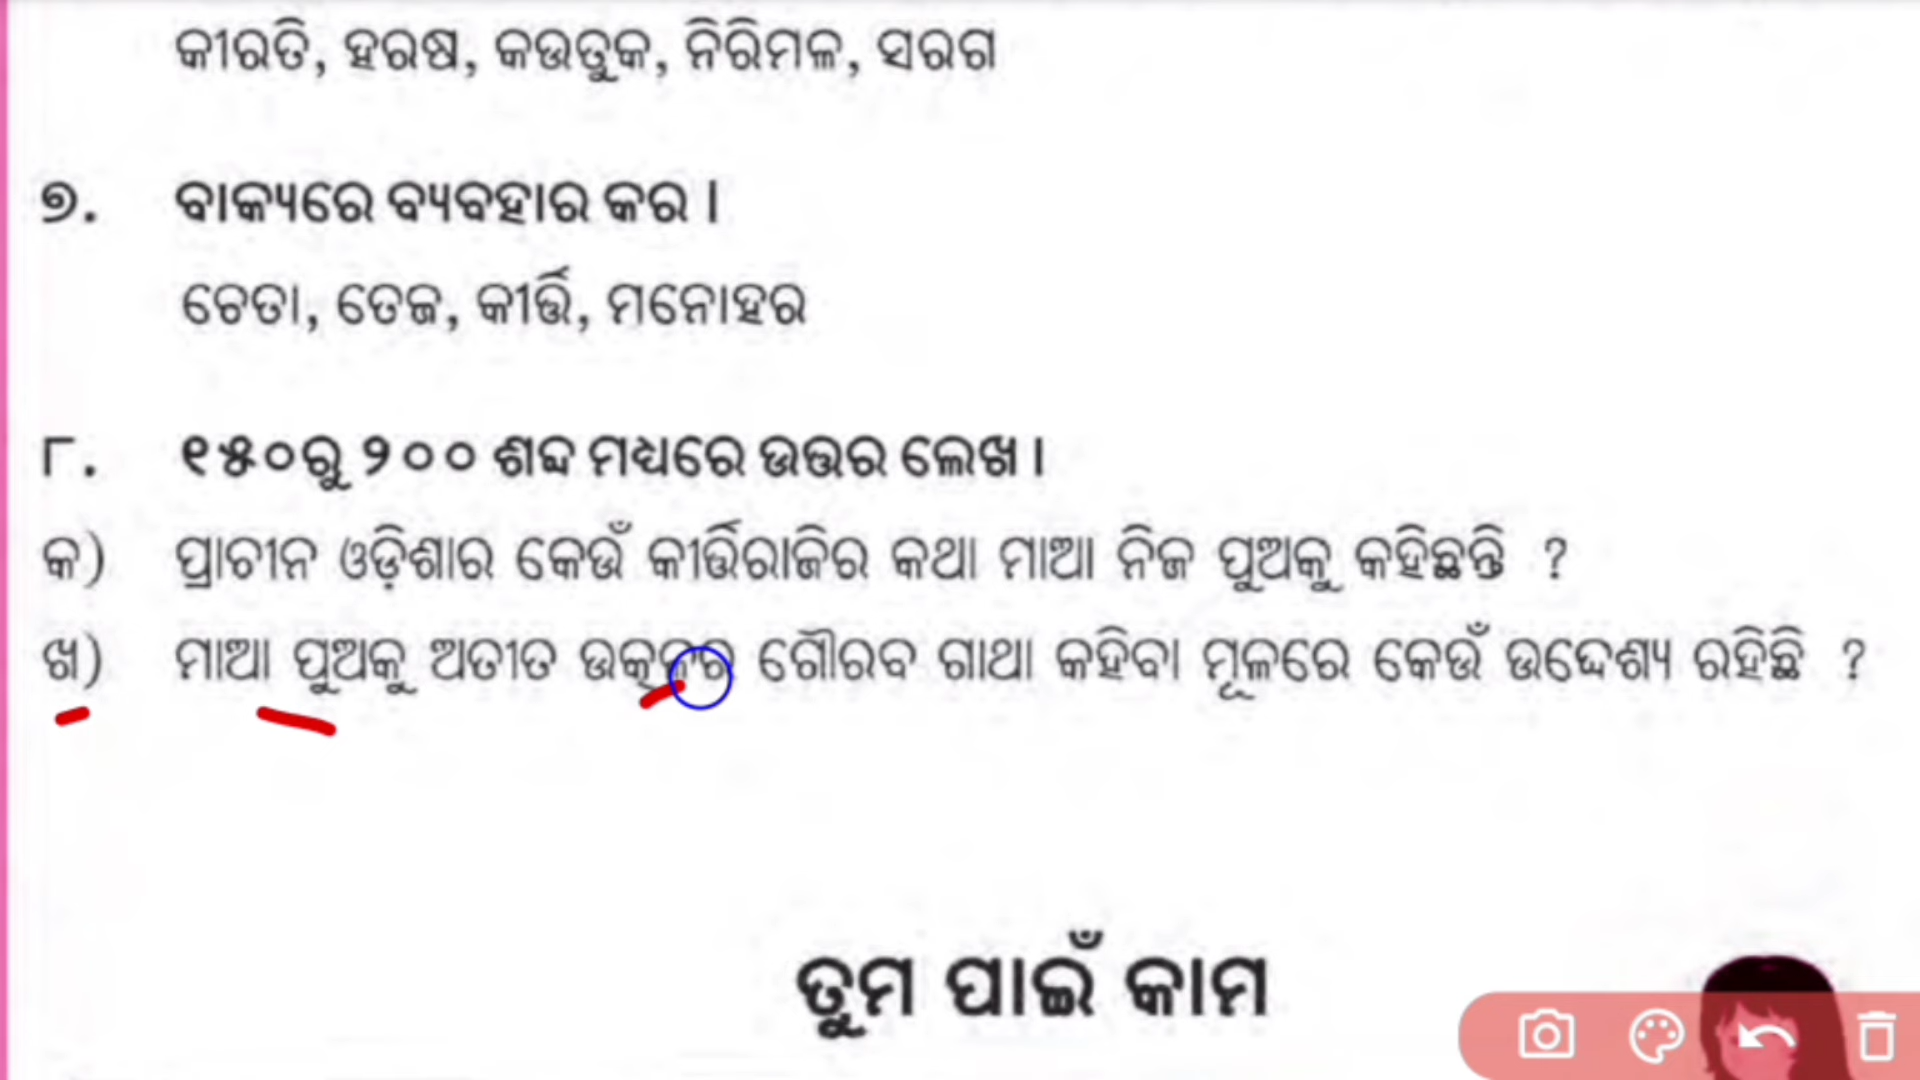 କୀରତି, ହରଷ, କଉତୁକ, ନିରିମଳ, ସରଗ
୭. ବାକ୍ୟରେ ବ୍ୟବହାର କର ।
ଚେତା, ତେଜ, କୀର୍ତ୍ତି, ମନୋହର
୮. ୧୫୦ରୁ ୨୦୦ ଶବ୍ଦ ମଧ୍ୟରେ ଉତ୍ତର ଲେଖ ।
କ) ପ୍ରାଚୀନ ଓଡ଼ିଶାର କେଉଁ କୀର୍ତ୍ତିରାଜିର କଥା ମାଆ ନିଜ ପୁଅକୁ କହିଛନ୍ତି ?
ଖ) ମାଆ ପୁଅକୁ ଅତୀତ ଉତ୍କଳର ଗୌରବ ଗାଥା କହିବା ମୂଳରେ କେଉଁ ଉଦ୍ଦେଶ୍ୟ ରହିଛି ?
ତୁମ ପାଇଁ କାମ